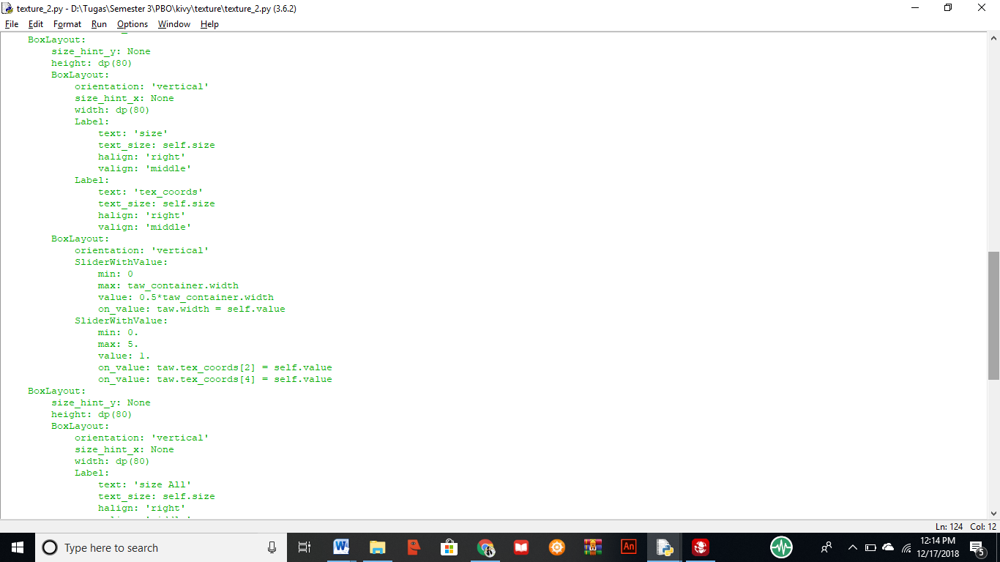 texture_2.py - D:\Tugas\Semester 3\PBO\kivy\texture\texture_2.py (3.6.2)
File Edit Format Run Options Window Help
BoxLayout:
size_hint_y: None
height: dp(80)
BoxLayout:
orientation: 'vertical'
size_hint_x: None
width: dp(80)
Label:
text: 'size'
text_size: self.size
halign: 'right'
valign: 'middle'
Label:
text: 'tex_coords'
text_size: self.size
halign: 'right'
valign: 'middle'
BoxLayout:
orientation: 'vertical'
SliderWithValue:
min: 0
max: taw_container.width
value: 0.5*taw_container.width
on_value: taw.width = self.value
SliderWithValue:
min: 0.
max: 5.
value: 1.
on_value: taw.tex_coords[2] = self.value
on_value: taw.tex_coords[4] = self.value
BoxLayout:
size_hint_y: None
height: dp(80)
BoxLayout:
orientation: 'vertical'
size_hint_x: None
width: dp(80)
Label:
text: 'size All'
text_size: self.size
halign: 'right'
Ln: 124 Col: 12
Type here to search
W
An
12:14 PM
12/17/2018
5